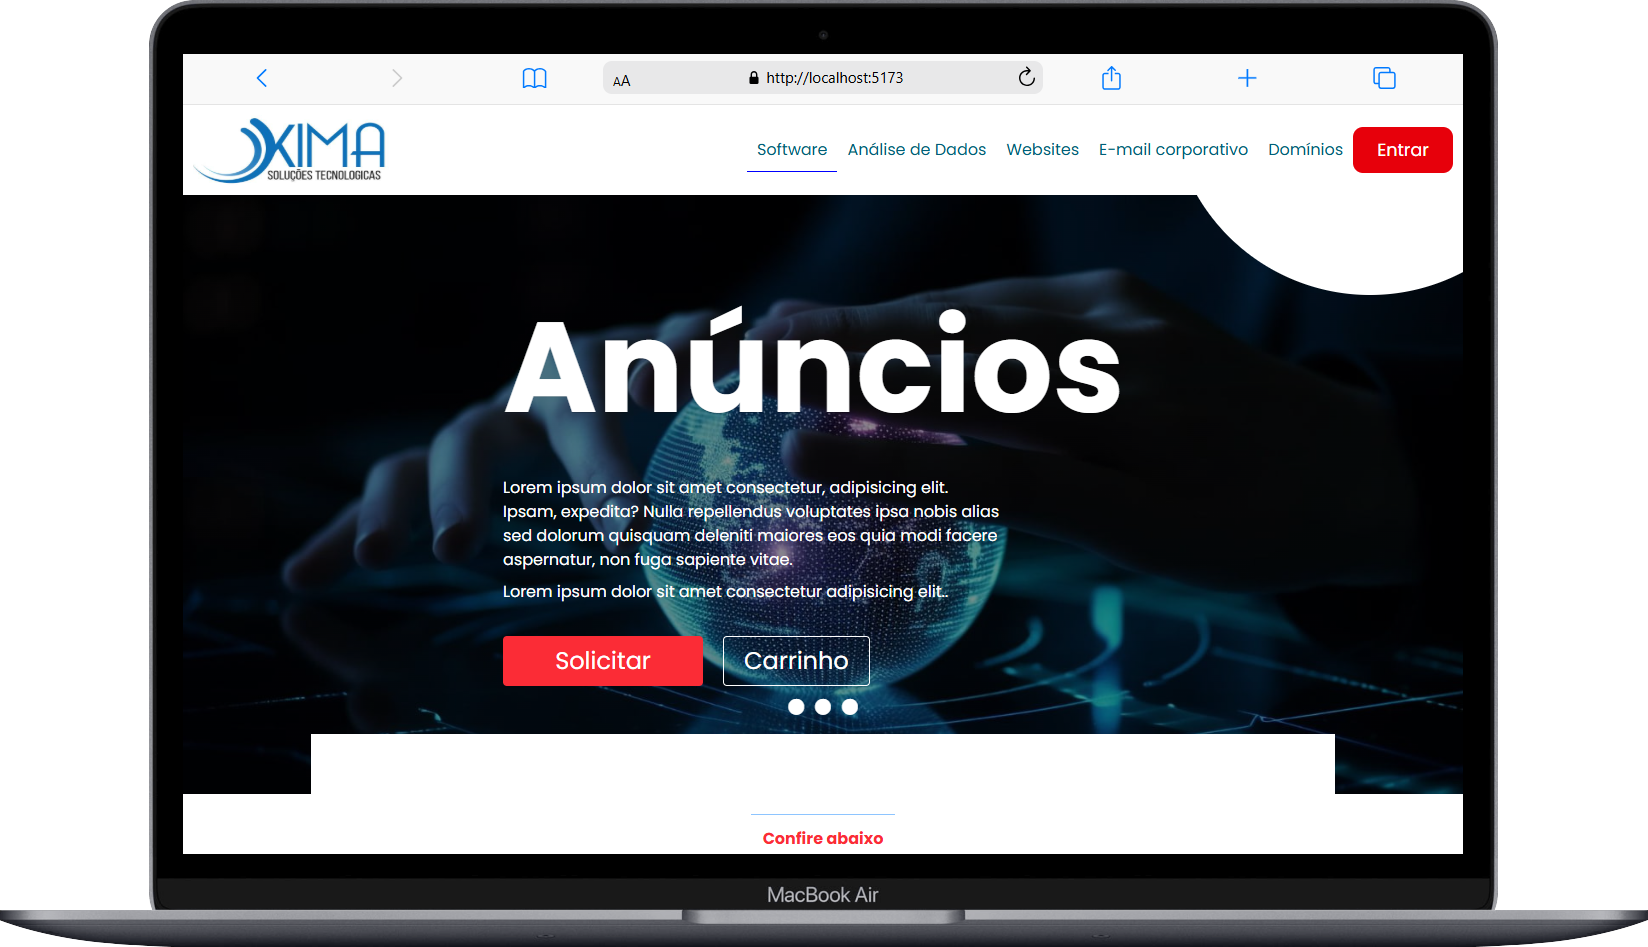 AA
http://localhost:5173
XIMA
SOLUÇÕES TECNOLOGICAS
Software Análise de Dados Websites E-mail corporativo Domínios Entrar
Anúncios
Lorem ipsum dolor sit amet consectetur, adipisicing elit.
Ipsam, expedita? Nulla repellendus voluptates ipsa nobis alias
sed dolorum quisquam deleniti maiores eos quia modi facere
aspernatur, non fuga sapiente vitae.
Lorem ipsum dolor sit amet consectetur adipisicing elit..
Solicitar Carrinho
Confire abaixo
MacBook Air